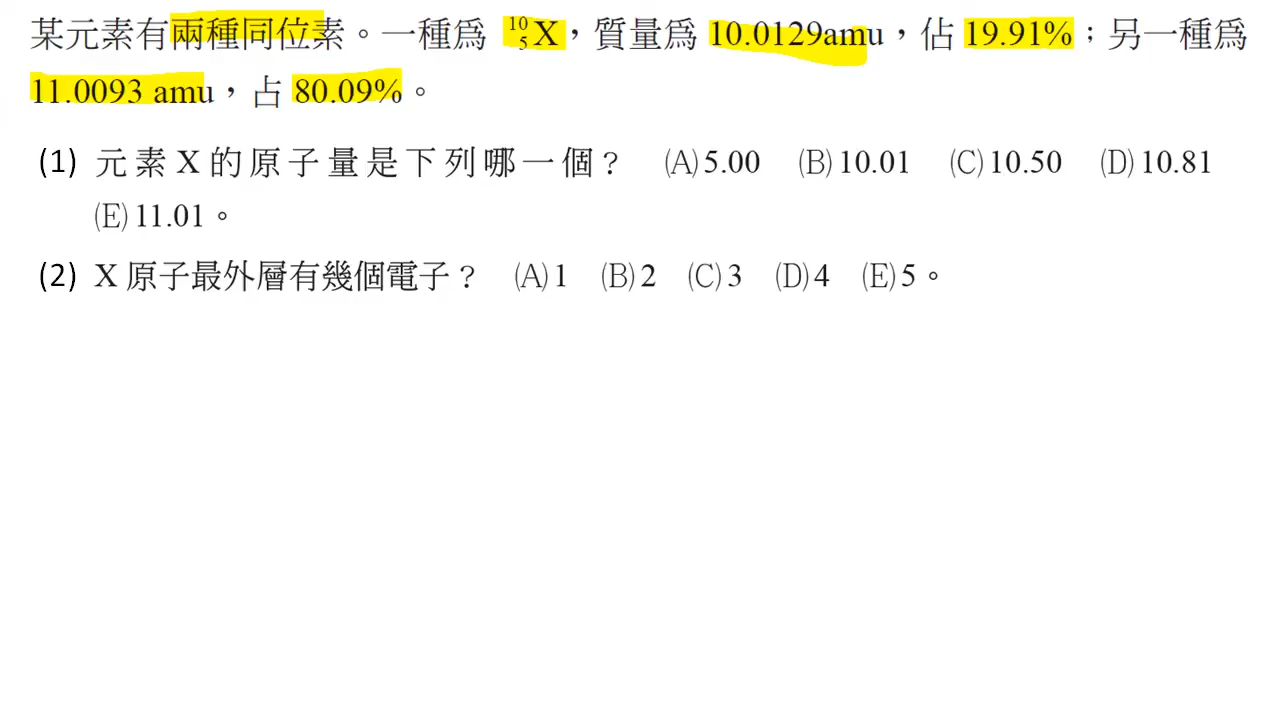 某元素有兩種同位素。一種爲 ¹⁰₅X，質量爲 10.0129amu，佔 19.91%；另一種爲
11.0093 amu，占 80.09%。
(1) 元素 X 的原子量是下列哪一個？ (A)5.00 (B)10.01 (C)10.50 (D)10.81
(E)11.01。
(2) X 原子最外層有幾個電子？ (A)1 (B)2 (C)3 (D)4 (E)5。